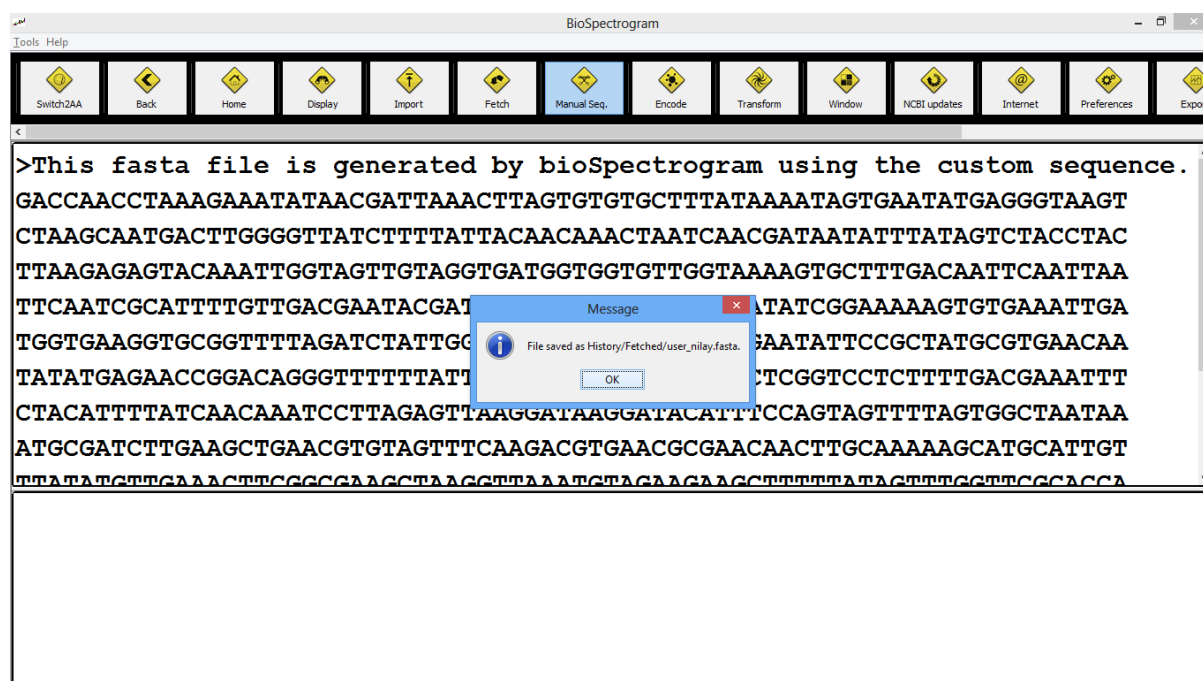 BioSpectrogram
Tools Help
Switch2AA Back Home Display Import Fetch Manual Seq. Encode Transform Window NCBI updates Internet Preferences Expo
>This fasta file is generated by bioSpectrogram using the custom sequence.
GACCAACCTAAAGAAATATAACGATTAAACTTAGTGTGTGCTTTATAAAATAGTGAATATGAGGGTAAGT
CTAAGCAATGACTTGGGGTTATCTTTTATTACAACAAACTAATCAACGATAATATTTATAGTCTACCTAC
TTAAGAGAGTACAAATTGGTAGTTGTAGGTGATGGTGGTGTTGGTAAAAGTGCTTTGACAATTCAATTAA
TTCAATCGCATTTTGTTGACGAATACGAT ATATCGGAAAAAGTGTGAAATTGA
TGGTGAAGGTGCGGTTTTAGATCTATTGG GAATATTCCGCTATGCGTGAACAA
TATATGAGAACCGGACAGGGTTTTTTATT CTCGGTCCTCTTTTGACGAAATTT
CTACATTTTATCAACAAATCCTTAGAGTTAAGGATAAGGATACATTTCCAGTAGTTTTAGTGGCTAATAA
ATGCGATCTTGAAGCTGAACGTGTAGTTTCAAGACGTGAACGCGAACAACTTGCAAAAAGCATGCATTGT
TTATATGTTGAAACTTCGGCGAAGCTAAGGTTAAATGTAGAAGAAGCTTTTTATAGTTTGGTTCGCACCA
Message
File saved as History/Fetched/user_nilay.fasta.
OK